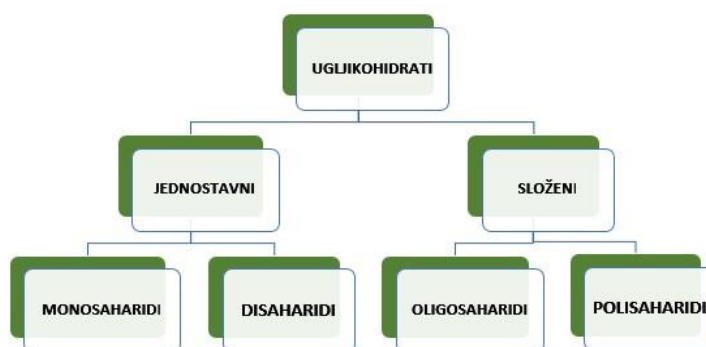 UGLJIKOHIDRATI
JEDNOSTAVNI
SLOŽENI
MONOSAHARIDI
DISAHARIDI
OLIGOSAHARIDI
POLISAHARIDI